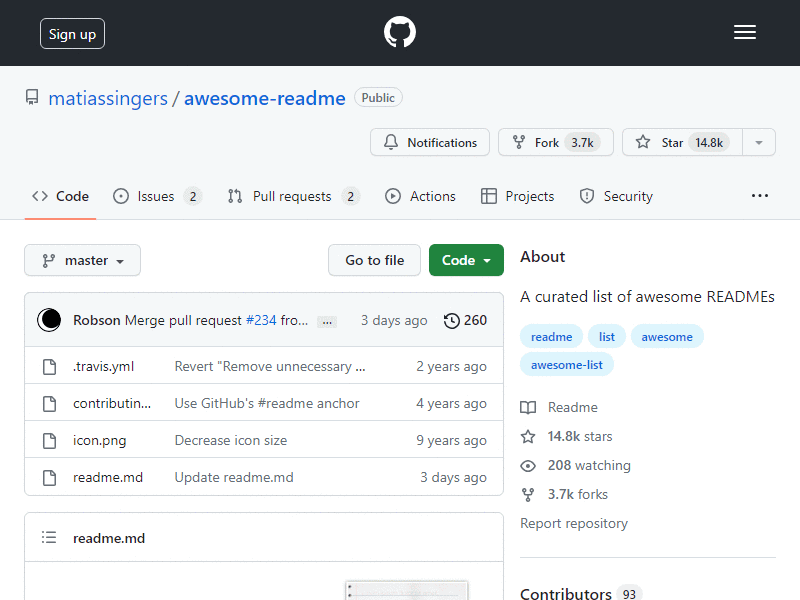 Sign up
matiassingers / awesome-readme Public
Notifications Fork 3.7k Star 14.8k
Code Issues 2 Pull requests 2 Actions Projects Security ...
master Go to file Code
Robson Merge pull request #234 fro... ... 3 days ago 260
.travis.yml Revert "Remove unnecessary ... 2 years ago
contributin... Use GitHub's #readme anchor 4 years ago
icon.png Decrease icon size 9 years ago
readme.md Update readme.md 3 days ago
readme.md
About
A curated list of awesome READMEs
readme list awesome
awesome-list
Readme
14.8k stars
208 watching
3.7k forks
Report repository
Contributors 93